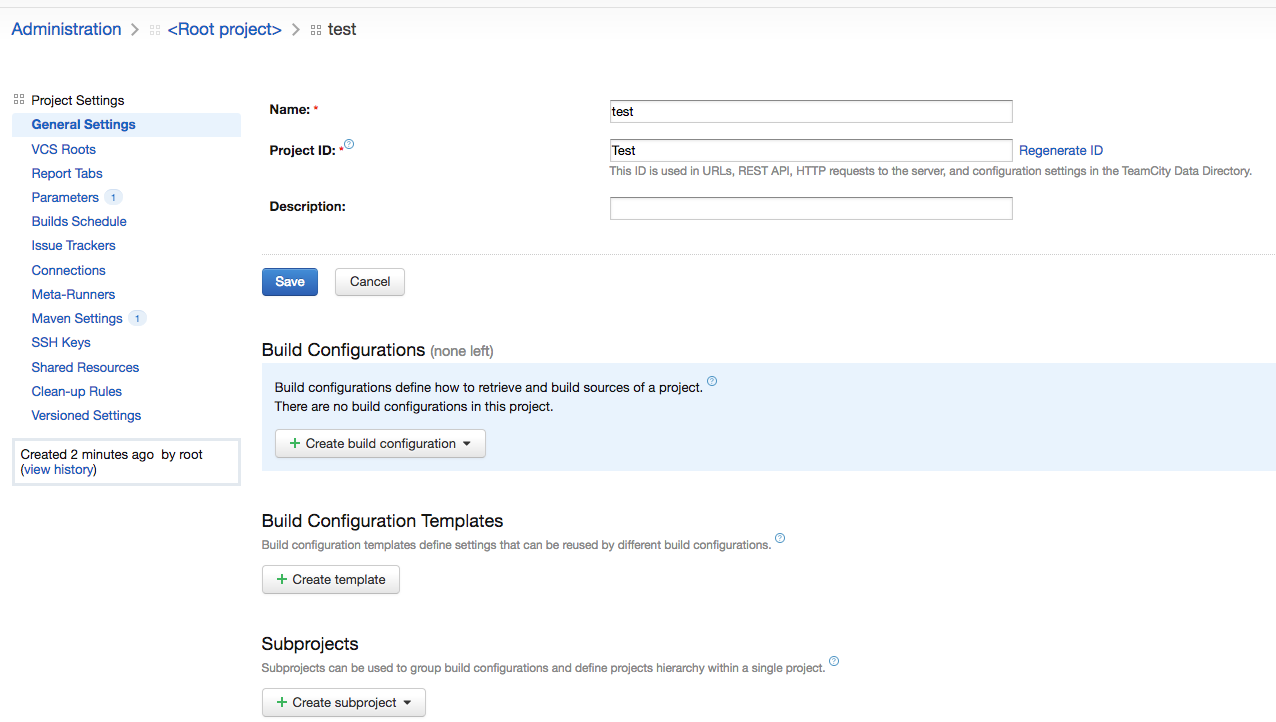 Administration > <Root project> > test
Project Settings
General Settings
VCS Roots
Report Tabs
Parameters 1
Builds Schedule
Issue Trackers
Connections
Meta-Runners
Maven Settings 1
SSH Keys
Shared Resources
Clean-up Rules
Versioned Settings
Created 2 minutes ago by root
(view history)
Name: * test
Project ID: * ? Test Regenerate ID
This ID is used in URLs, REST API, HTTP requests to the server, and configuration settings in the TeamCity Data Directory.
Description:
Save Cancel
Build Configurations (none left)
Build configurations define how to retrieve and build sources of a project. ?
There are no build configurations in this project.
+ Create build configuration
Build Configuration Templates
Build configuration templates define settings that can be reused by different build configurations. ?
+ Create template
Subprojects
Subprojects can be used to group build configurations and define projects hierarchy within a single project. ?
+ Create subproject